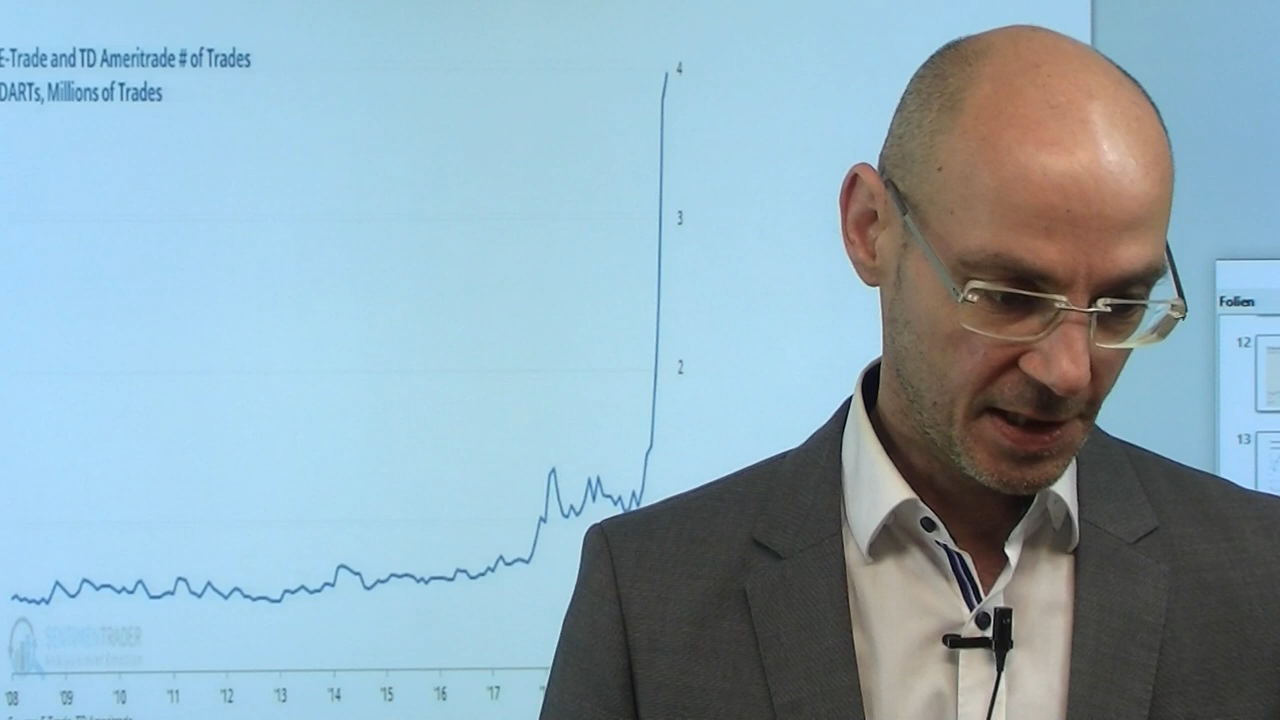 E-Trade and TD Ameritrade # of Trades
DARTs, Millions of Trades
4
3
2
Folien
12
13
SENTIMENTRADER
'08 '09 '10 '11 '12 '13 '14 '15 '16 '17